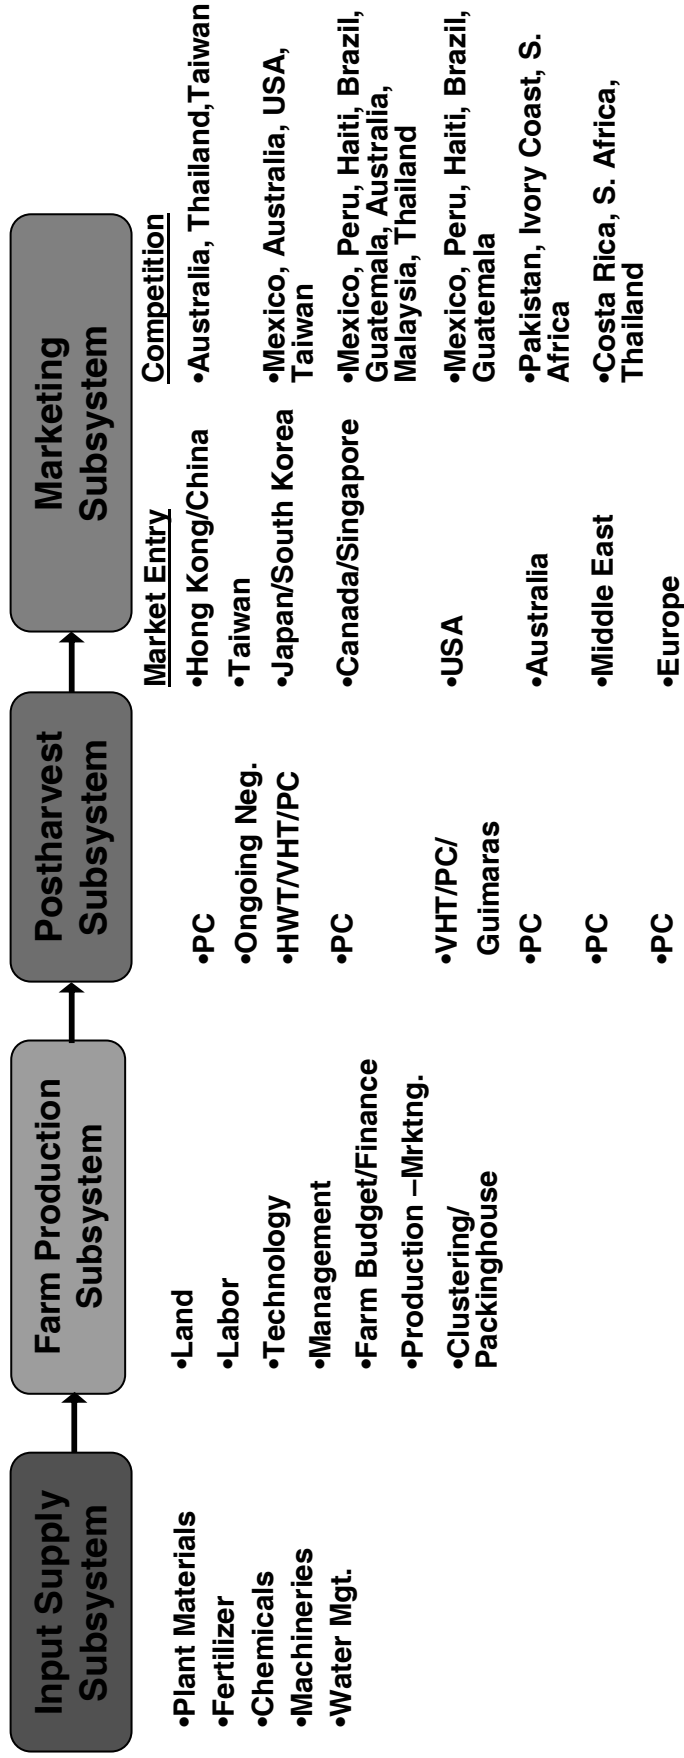 Input Supply
Subsystem
•Plant Materials
•Fertilizer
•Chemicals
•Machineries
•Water Mgt.
Farm Production
Subsystem
•Land
•Labor
•Technology
•Management
•Farm Budget/Finance
•Production –Mrktng.
•Clustering/
Packinghouse
Postharvest
Subsystem
•PC
•Ongoing Neg.
•HWT/VHT/PC
•PC
•VHT/PC/
Guimaras
•PC
•PC
•PC
Marketing
Subsystem
Market Entry
•Hong Kong/China
•Taiwan
•Japan/South Korea
•Canada/Singapore
•USA
•Australia
•Middle East
•Europe
Competition
•Australia, Thailand,Taiwan
•Mexico, Australia, USA,
Taiwan
•Mexico, Peru, Haiti, Brazil,
Guatemala, Australia,
Malaysia, Thailand
•Mexico, Peru, Haiti, Brazil,
Guatemala
•Pakistan, Ivory Coast, S.
Africa
•Costa Rica, S. Africa,
Thailand